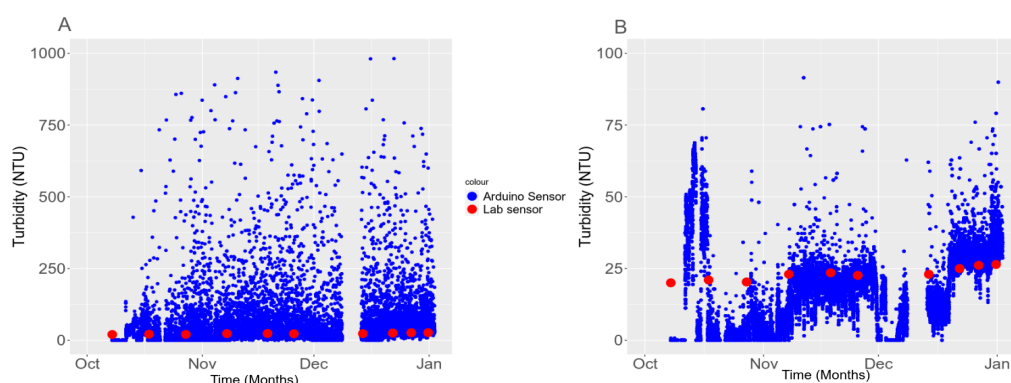 A
1000
750
500
250
0
Turbidity (NTU)
Oct
Nov
Dec
Jan
Time (Months)
colour
Arduino Sensor
Lab sensor
B
100
75
50
25
0
Turbidity (NTU)
Oct
Nov
Dec
Jan
Time (Months)